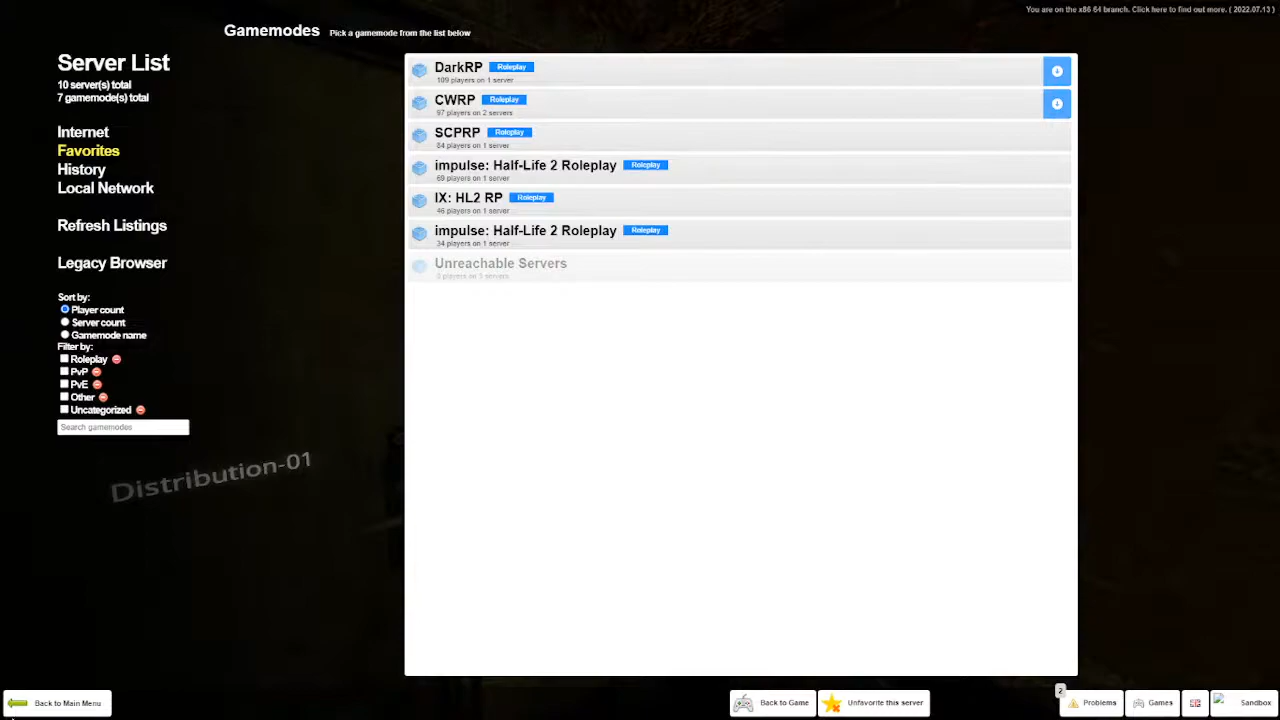 You are on the x86 64 branch. Click here to find out more. ( 2022.07.13 )
Gamemodes Pick a gamemode from the list below
Server List
10 server(s) total
7 gamemode(s) total
Internet
Favorites
History
Local Network
Refresh Listings
Legacy Browser
Sort by:
Player count
Server count
Gamemode name
Filter by:
Roleplay
PvP
PvE
Other
Uncategorized
Search gamemodes
DarkRP Roleplay
109 players on 1 server
CWRP Roleplay
97 players on 2 servers
SCPRP Roleplay
84 players on 1 server
impulse: Half-Life 2 Roleplay Roleplay
69 players on 1 server
IX: HL2 RP Roleplay
46 players on 1 server
impulse: Half-Life 2 Roleplay Roleplay
34 players on 1 server
Unreachable Servers
players on 3 servers
Distribution-01
Back to Main Menu
Back to Game
Unfavorite this server
2
Problems
Games
Sandbox